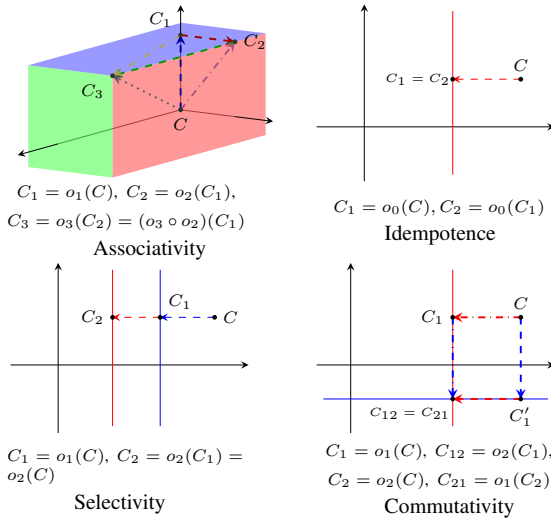 C₁
C₂
C₃
C
C₁ = o₁(C), C₂ = o₂(C₁),
C₃ = o₃(C₂) = (o₃ ∘ o₂)(C₁)
Associativity
C₁ = C₂
C
C₁ = o₀(C), C₂ = o₀(C₁)
Idempotence
C₂
C₁
C
C₁ = o₁(C), C₂ = o₂(C₁) =
o₂(C)
Selectivity
C₁
C
C₁₂ = C₂₁
C₁′
C₁ = o₁(C), C₁₂ = o₂(C₁),
C₂ = o₂(C), C₂₁ = o₁(C₂)
Commutativity